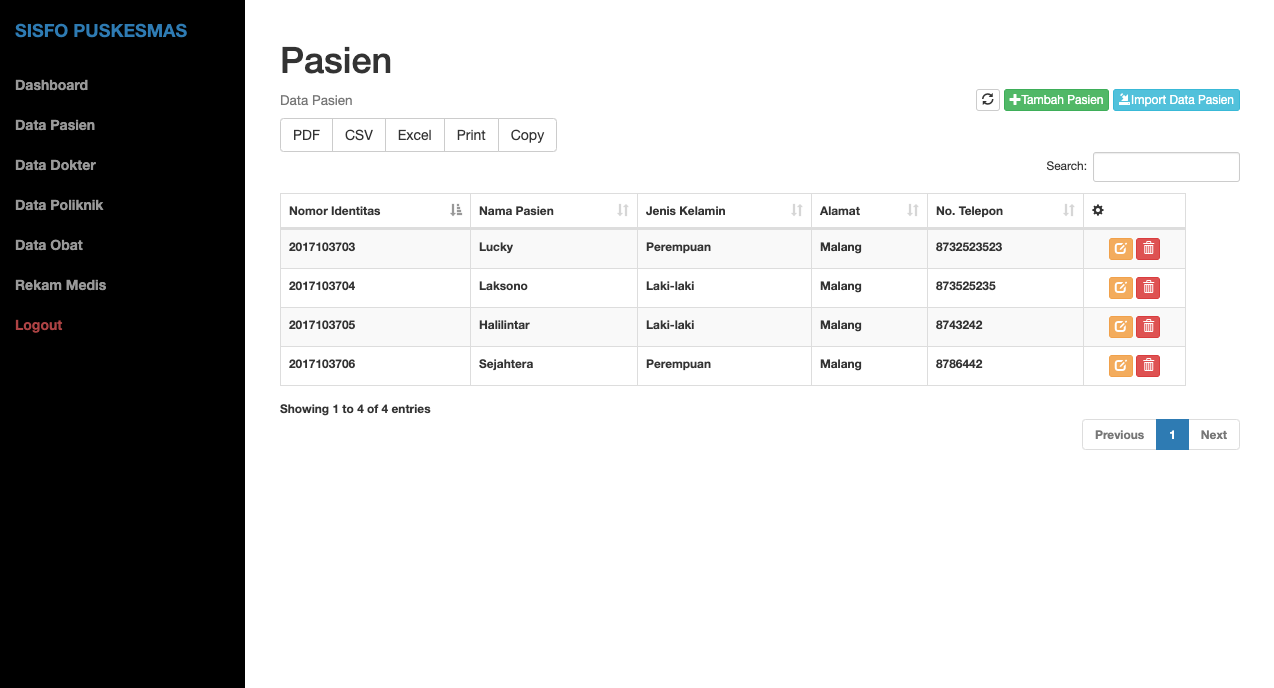 SISFO PUSKESMAS
Dashboard
Data Pasien
Data Dokter
Data Poliknik
Data Obat
Rekam Medis
Logout
Pasien
Data Pasien
Tambah Pasien
Import Data Pasien
PDF CSV Excel Print Copy
Search:
Nomor Identitas Nama Pasien Jenis Kelamin Alamat No. Telepon
2017103703 Lucky Perempuan Malang 8732523523
2017103704 Laksono Laki-laki Malang 873525235
2017103705 Halilintar Laki-laki Malang 8743242
2017103706 Sejahtera Perempuan Malang 8786442
Showing 1 to 4 of 4 entries
Previous 1 Next